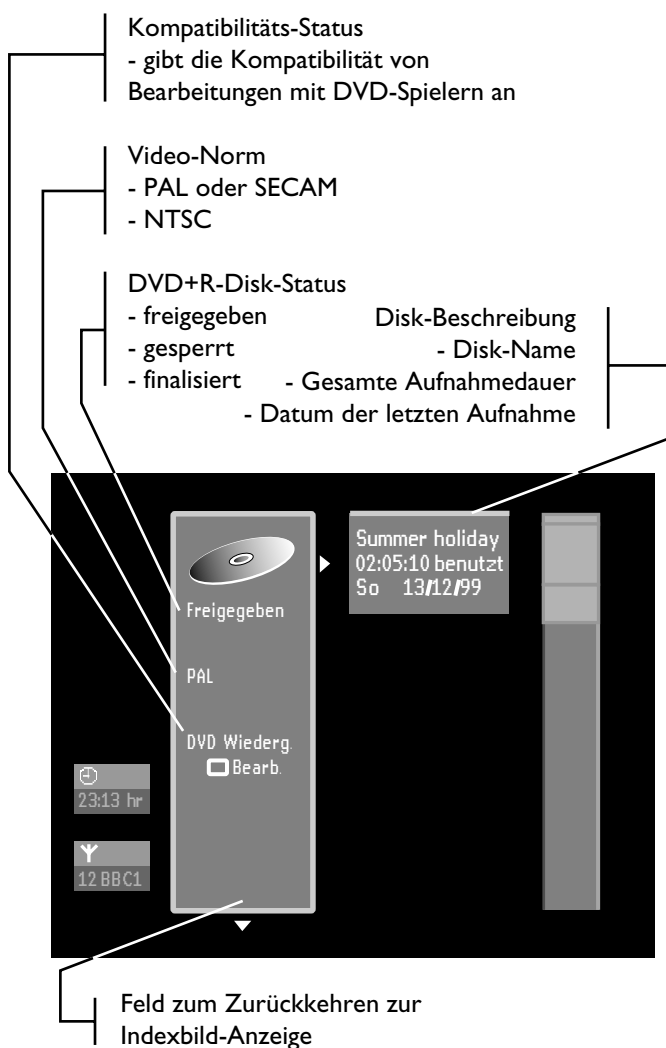 Kompatibilitäts-Status
- gibt die Kompatibilität von
Bearbeitungen mit DVD-Spielern an
Video-Norm
- PAL oder SECAM
- NTSC
DVD+R-Disk-Status
- freigegeben
- gesperrt
- finalisiert
Disk-Beschreibung
- Disk-Name
- Gesamte Aufnahmedauer
- Datum der letzten Aufnahme
Summer holiday
02:05:10 benutzt
So 13/12/99
Freigegeben
PAL
DVD Wiederg.
Bearb.
23:13 hr
12 BBC1
Feld zum Zurückkehren zur
Indexbild-Anzeige